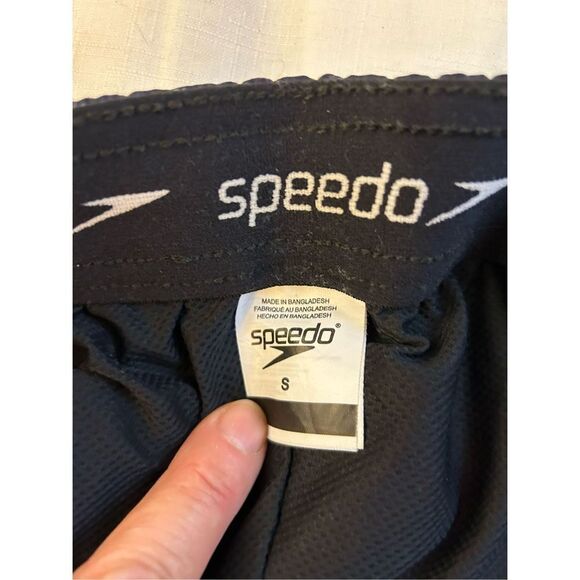 speedo
MADE IN BANGLADESH
FABRIQUÉ AU BANGLADESH
HECHO EN BANGLADESH
speedo®
S